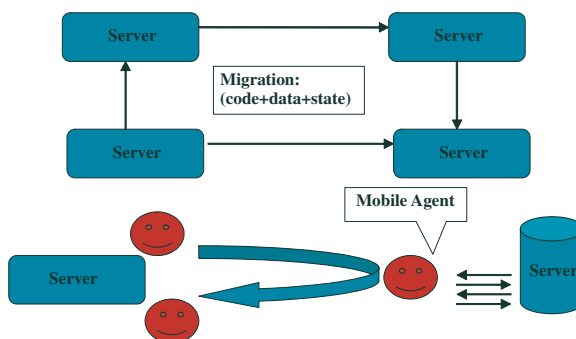 Server
Server
Migration:
(code+data+state)
Server
Server
Mobile Agent
Server
Server